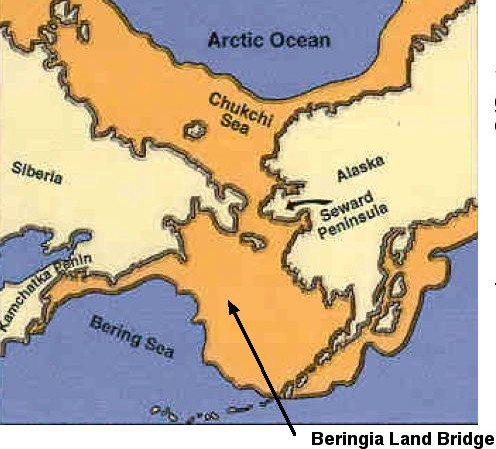 Arctic Ocean
Chukchi
Sea
Siberia
Alaska
Seward
Peninsula
Kamchatka Penin
Bering Sea
Beringia Land Bridge